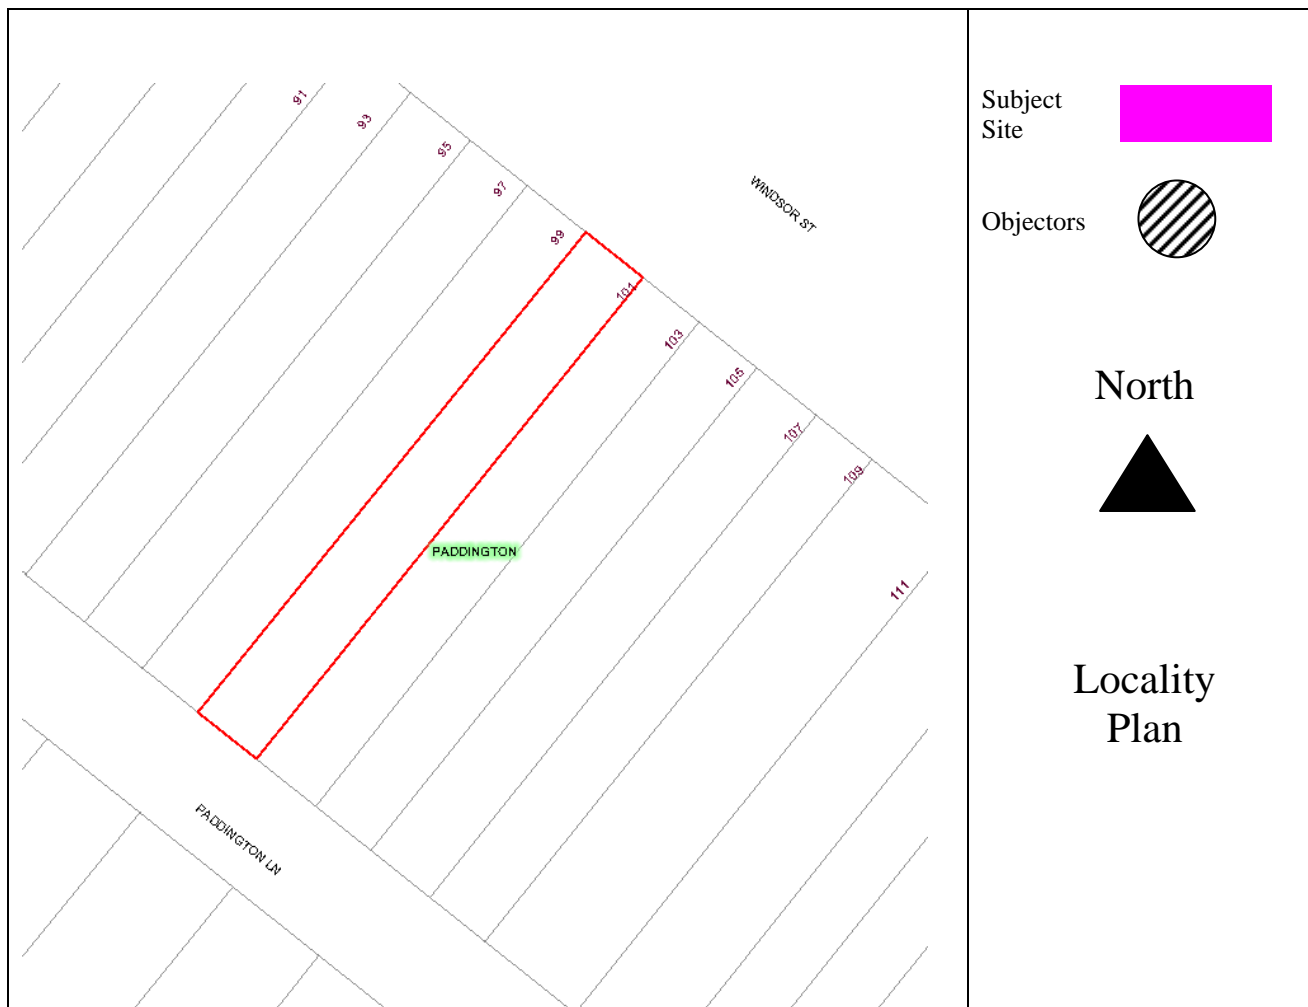 91
93
95
97
99
101
103
105
107
109
111
WINDSOR ST
PADDINGTON
PADDINGTON LN
Subject
Site
Objectors
North
Locality
Plan